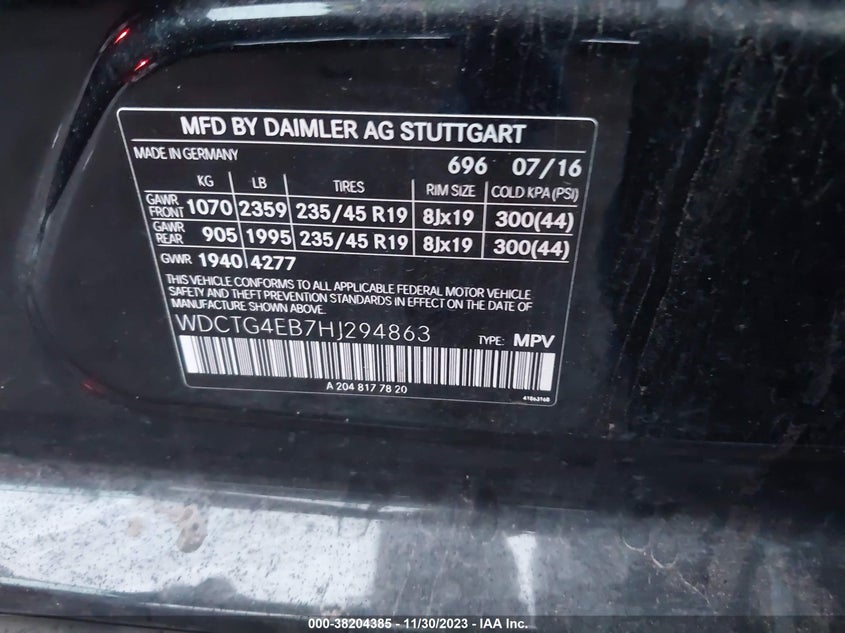 MFD BY DAIMLER AG STUTTGART
MADE IN GERMANY 696 07/16
KG LB TIRES RIM SIZE COLD KPA (PSI)
GAWR FRONT 1070 2359 235/45 R19 8Jx19 300(44)
GAWR REAR 905 1995 235/45 R19 8Jx19 300(44)
GVWR 1940 4277
THIS VEHICLE CONFORMS TO ALL APPLICABLE FEDERAL MOTOR VEHICLE
SAFETY AND THEFT PREVENTION STANDARDS IN EFFECT ON THE DATE OF
MANUFACTURE SHOWN ABOVE.
WDCTG4EB7HJ294863 TYPE: MPV
A 204 817 78 20
000-38204385 - 11/30/2023 - IAA Inc.